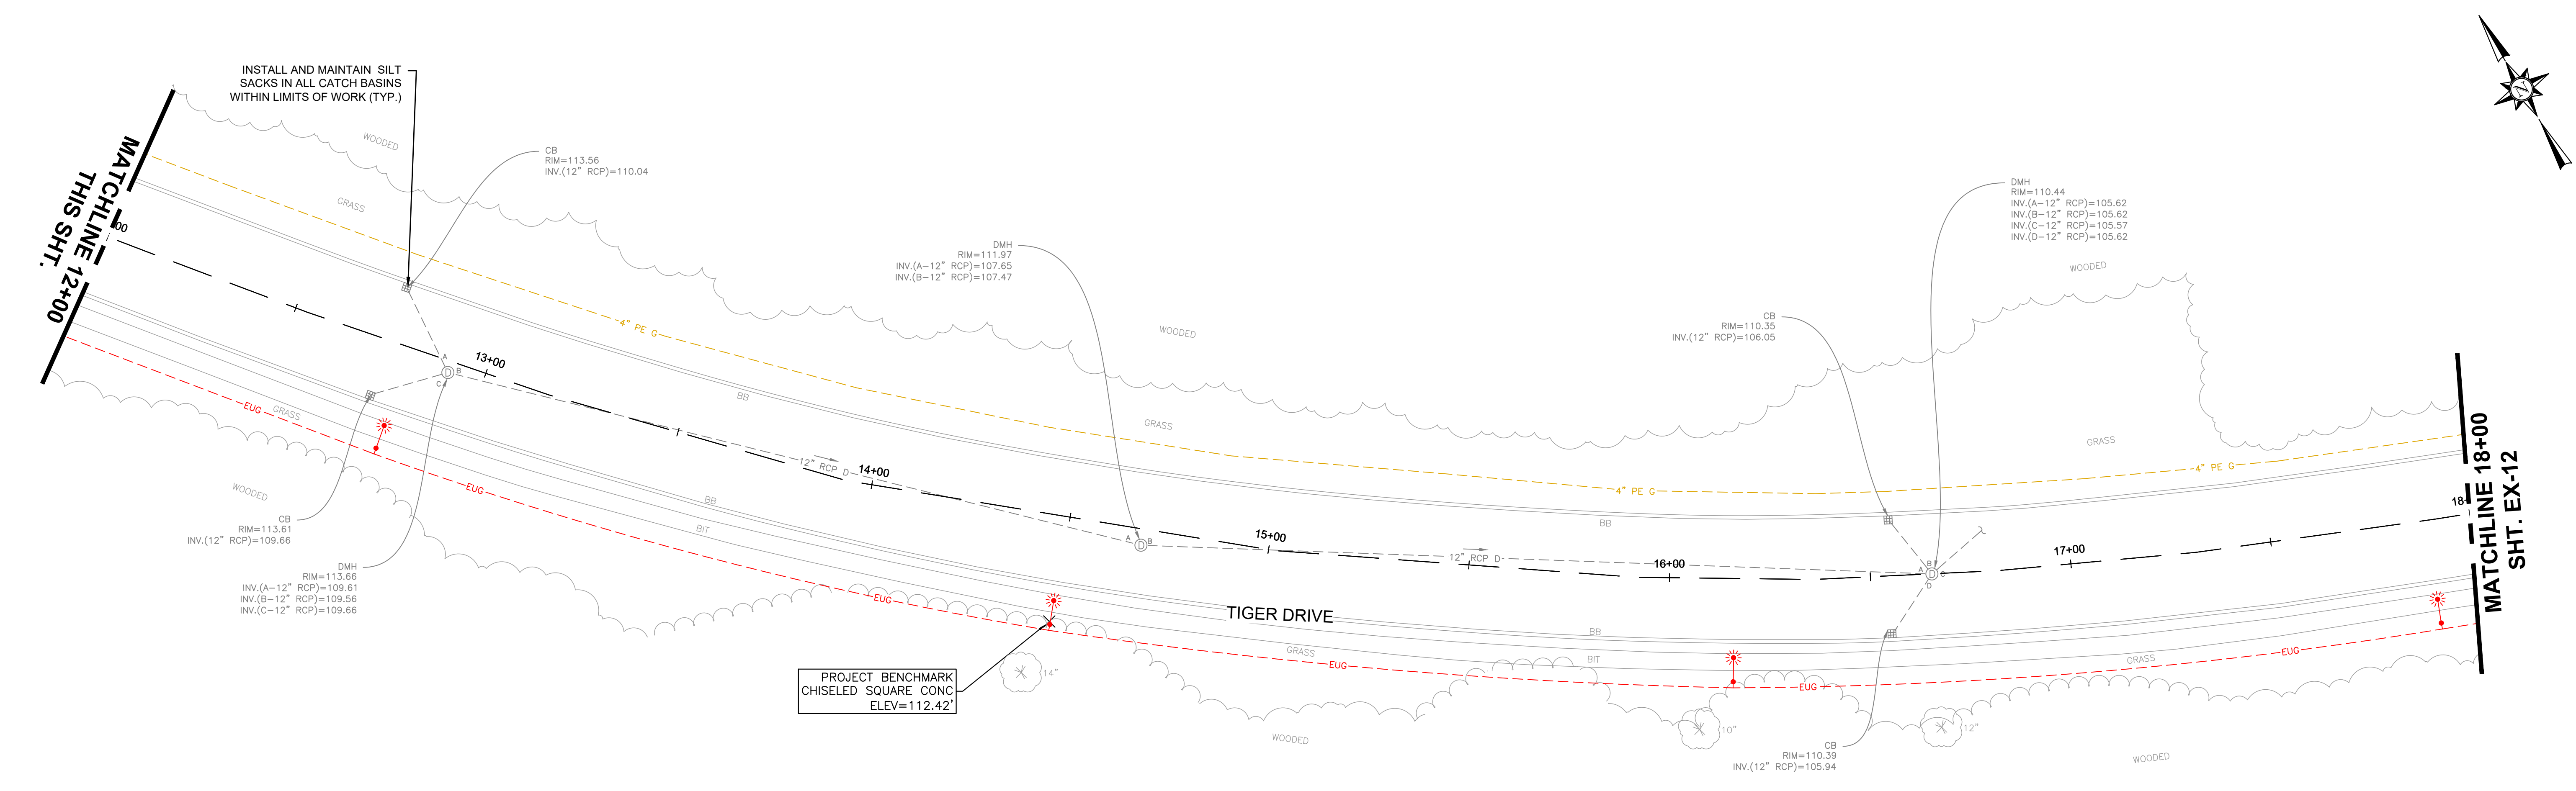 INSTALL AND MAINTAIN SILT
SACKS IN ALL CATCH BASINS
WITHIN LIMITS OF WORK (TYP.)
N
WOODED
CB
RIM=113.56
INV.(12" RCP)=110.04
MATCHLINE 12+00
THIS SHT.
00
GRASS
DMH
RIM=110.44
INV.(A-12" RCP)=105.62
INV.(B-12" RCP)=105.62
INV.(C-12" RCP)=105.57
INV.(D-12" RCP)=105.62
WOODED
DMH
RIM=111.97
INV.(A-12" RCP)=107.65
INV.(B-12" RCP)=107.47
4" PE G
WOODED
CB
RIM=110.35
INV.(12" RCP)=106.05
A
B
C
13+00
BB
EUG
GRASS
GRASS
GRASS
12" RCP D
14+00
4" PE G
4" PE G
MATCHLINE 18+00
SHT. EX-12
18+
WOODED
EUG
BB
BIT
CB
RIM=113.61
INV.(12" RCP)=109.66
DMH
RIM=113.66
INV.(A-12" RCP)=109.61
INV.(B-12" RCP)=109.56
INV.(C-12" RCP)=109.66
D
A
D
B
15+00
BB
12" RCP D
16+00
A
B
D
C
D
17+00
EUG
TIGER DRIVE
BB
BIT
GRASS
EUG
GRASS
EUG
EUG
PROJECT BENCHMARK
CHISELED SQUARE CONC
ELEV=112.42'
14"
10"
12"
WOODED
CB
RIM=110.39
INV.(12" RCP)=105.94
WOODED